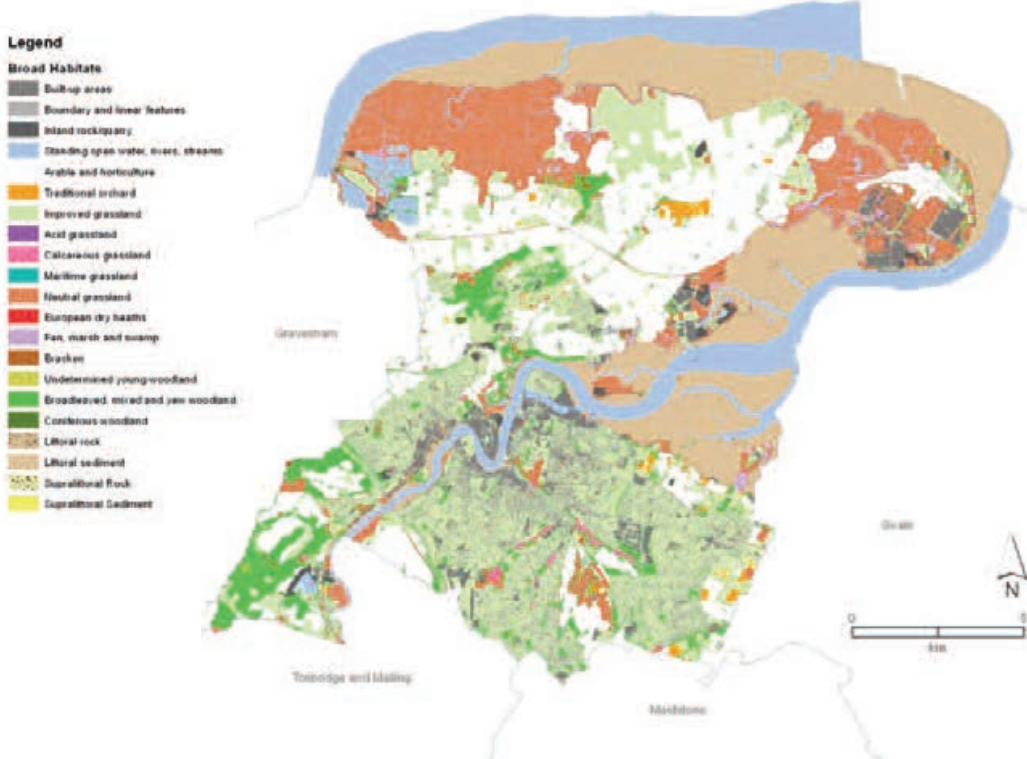 Legend
Broad Habitats
Built-up areas
Boundary and linear features
Inland rock/quarry
Standing open water, rivers, streams
Arable and horticulture
Traditional orchard
Improved grassland
Acid grassland
Calcareous grassland
Maritime grassland
Neutral grassland
European dry heaths
Fen, marsh and swamp
Bracken
Undetermined young-woodland
Broadleaved, mixed and yew woodland
Coniferous woodland
Littoral rock
Littoral sediment
Supralittoral Rock
Supralittoral Sediment
Gravesham
Medway
Swale
N
0
km
Tonbridge and Malling
Maidstone